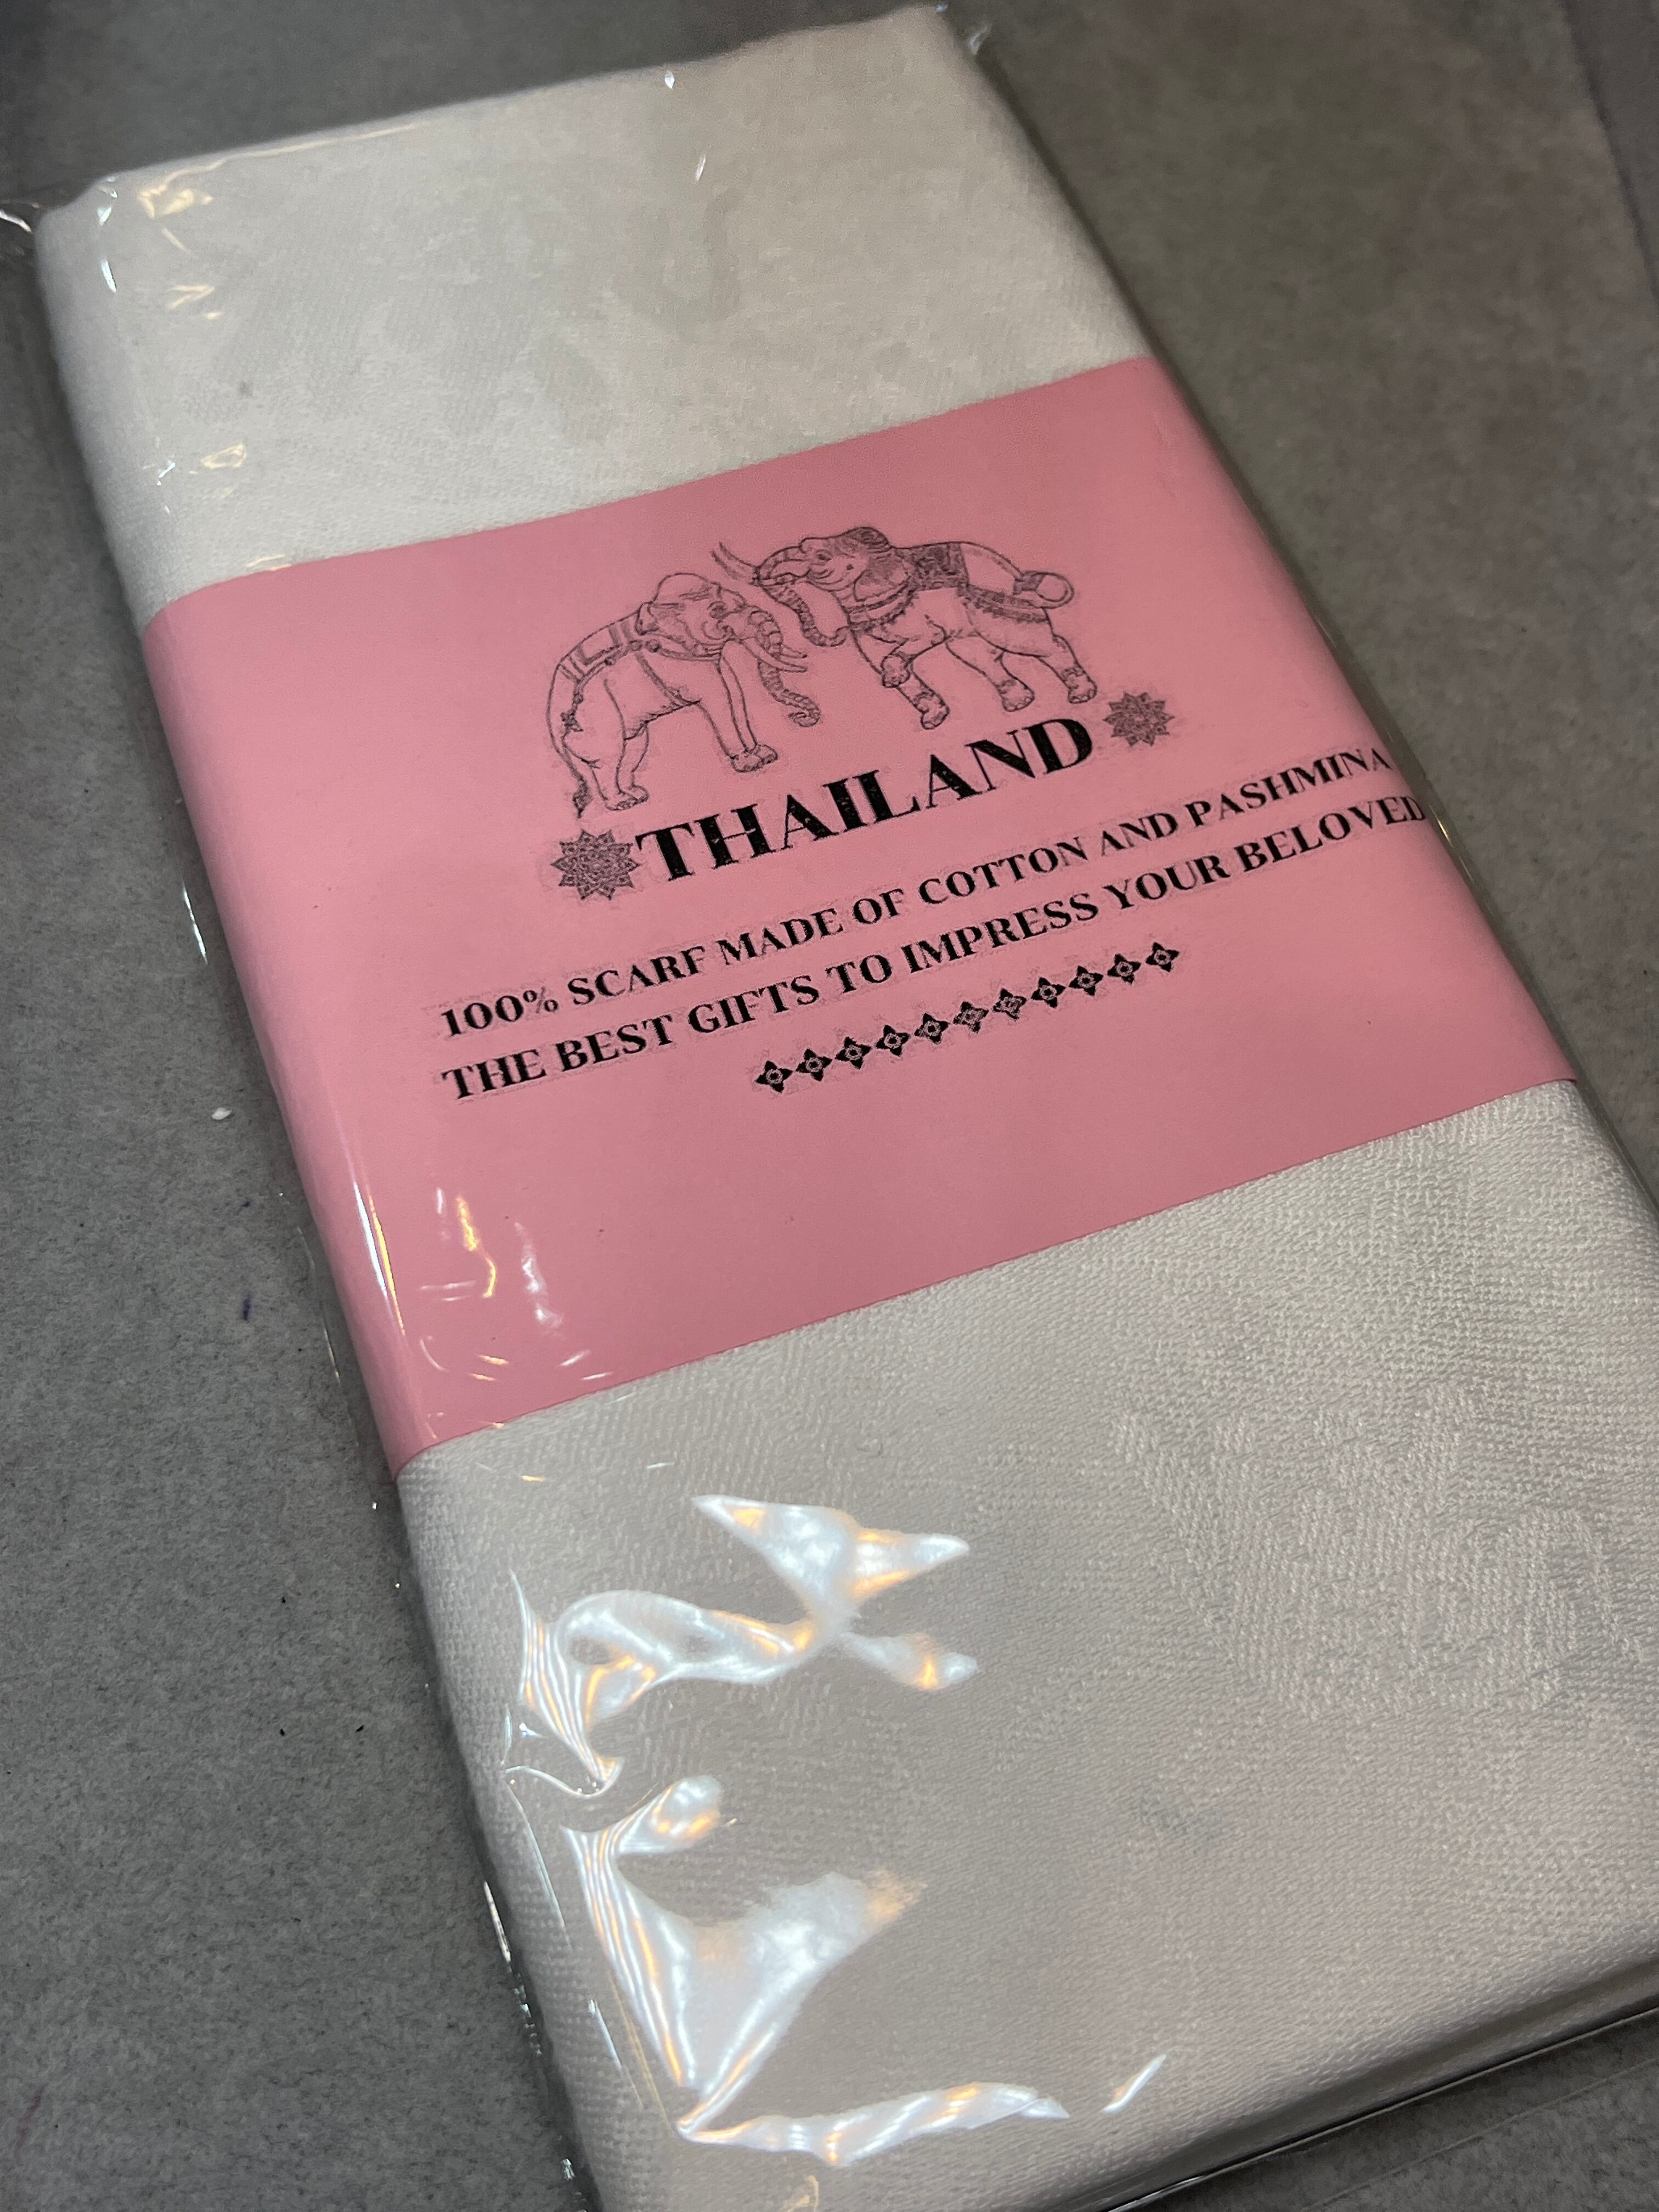 THAILAND
100% SCARF MADE OF COTTON AND PASHMINA
THE BEST GIFTS TO IMPRESS YOUR BELOVED